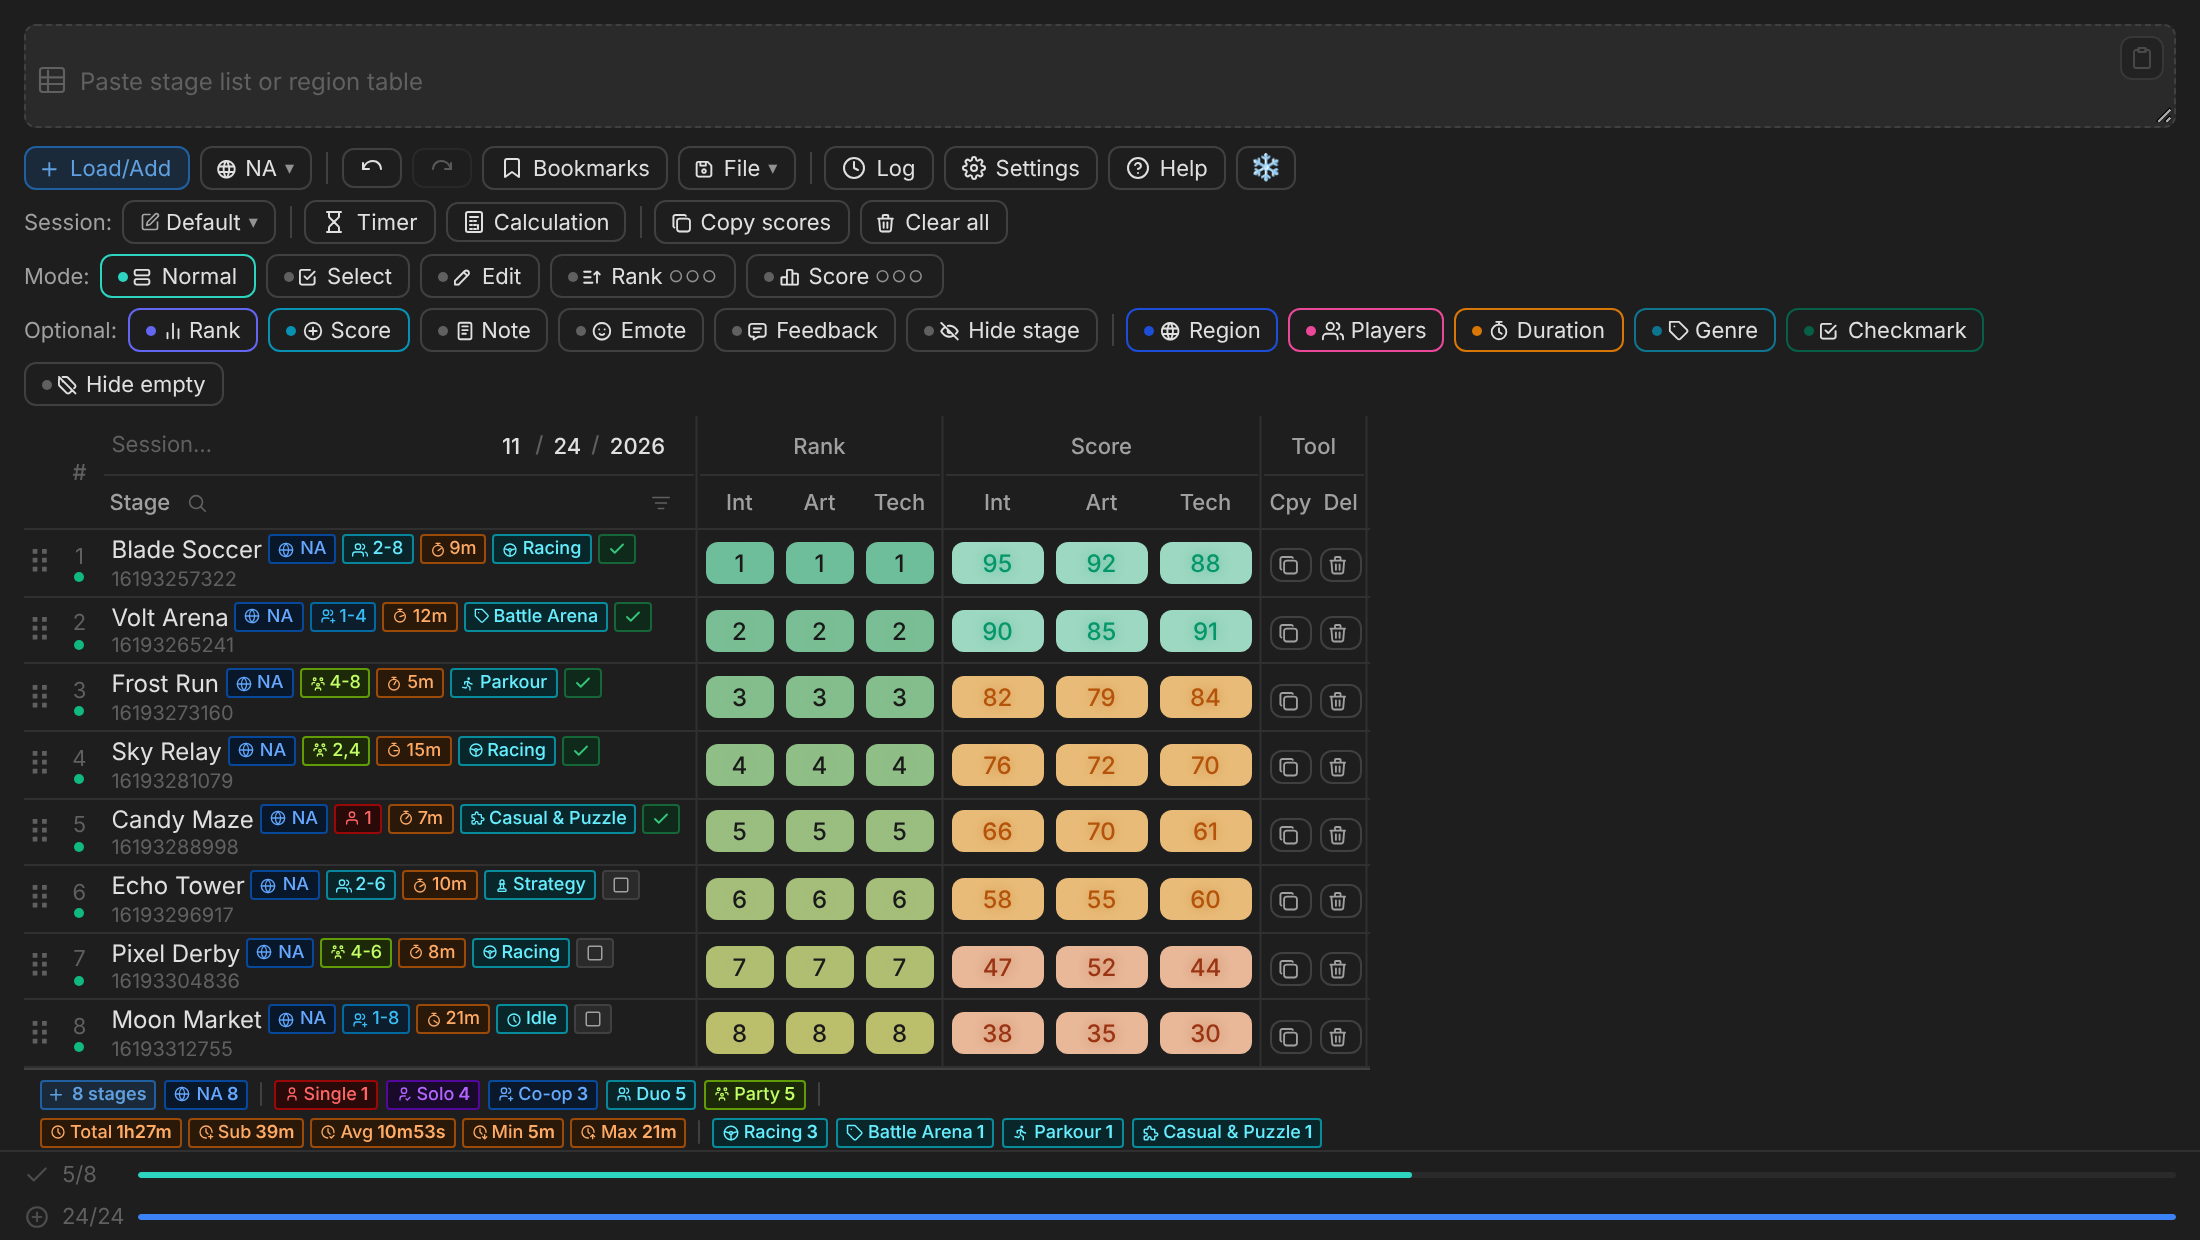 Paste stage list or region table
Load/Add NA Bookmarks File Log Settings Help
Session: Default Timer Calculation Copy scores Clear all
Mode: Normal Select Edit Rank Score
Optional: Rank Score Note Emote Feedback Hide stage Region Players Duration Genre Checkmark
Hide empty
Session... 11 / 24 / 2026 Rank Score Tool
#
Stage Int Art Tech Int Art Tech Cpy Del
1 Blade Soccer NA 2-8 9m Racing 1 1 1 95 92 88
16193257322
2 Volt Arena NA 1-4 12m Battle Arena 2 2 2 90 85 91
16193265241
3 Frost Run NA 4-8 5m Parkour 3 3 3 82 79 84
16193273160
4 Sky Relay NA 2,4 15m Racing 4 4 4 76 72 70
16193281079
5 Candy Maze NA 1 7m Casual & Puzzle 5 5 5 66 70 61
16193288998
6 Echo Tower NA 2-6 10m Strategy 6 6 6 58 55 60
16193296917
7 Pixel Derby NA 4-6 8m Racing 7 7 7 47 52 44
16193304836
8 Moon Market NA 1-8 21m Idle 8 8 8 38 35 30
16193312755
+ 8 stages NA 8 Single 1 Solo 4 Co-op 3 Duo 5 Party 5
Total 1h27m Sub 39m Avg 10m53s Min 5m Max 21m Racing 3 Battle Arena 1 Parkour 1 Casual & Puzzle 1
5/8
24/24